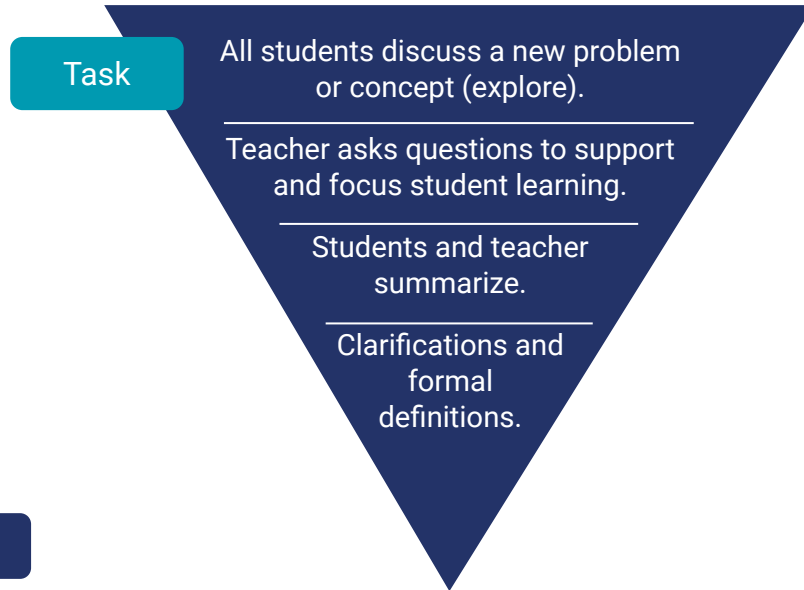 Task
All students discuss a new problem
or concept (explore).
Teacher asks questions to support
and focus student learning.
Students and teacher
summarize.
Clarifications and
formal
definitions.